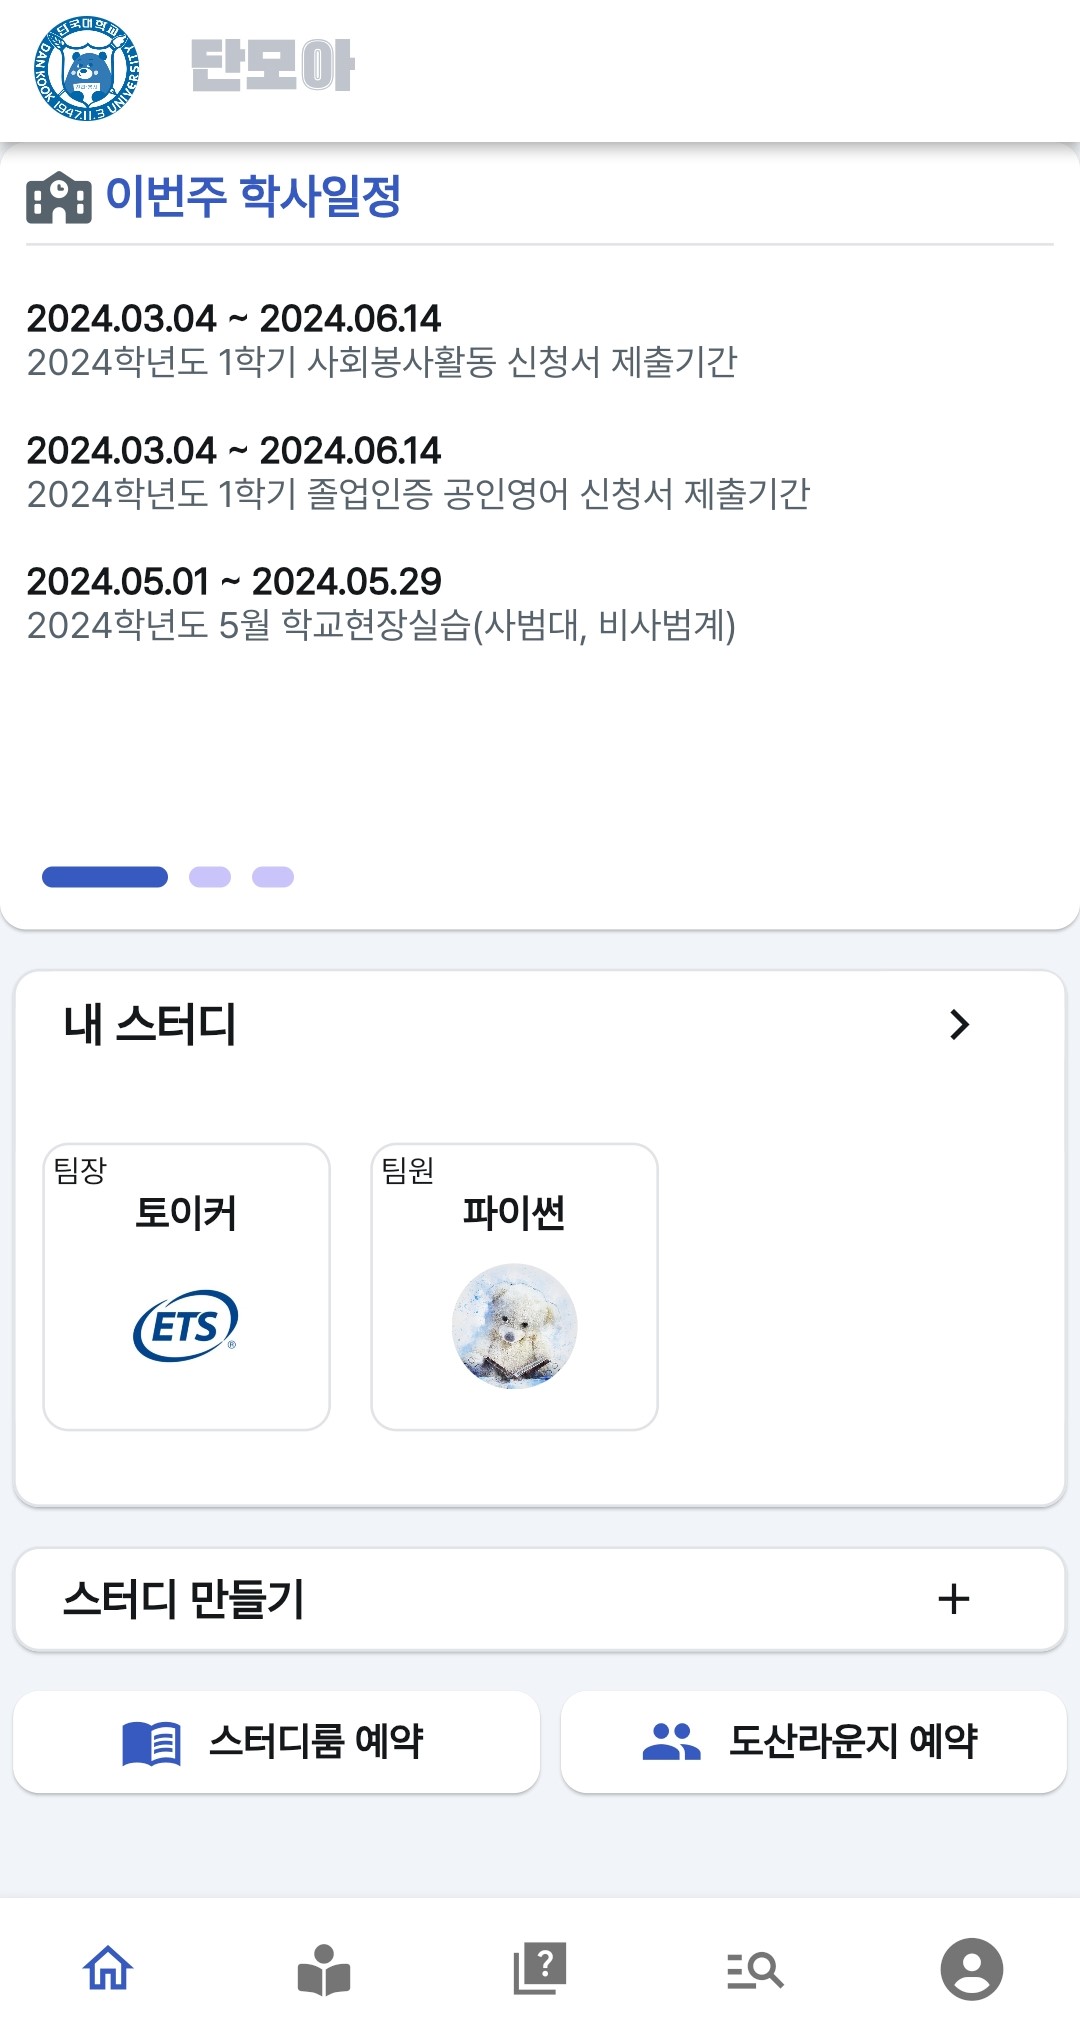 단국대학교
DANKOOK UNIVERSITY
1947.11.3
단모아
이번주 학사일정
2024.03.04 ~ 2024.06.14
2024학년도 1학기 사회봉사활동 신청서 제출기간
2024.03.04 ~ 2024.06.14
2024학년도 1학기 졸업인증 공인영어 신청서 제출기간
2024.05.01 ~ 2024.05.29
2024학년도 5월 학교현장실습(사범대, 비사범계)
내 스터디
팀장
토이커
ETS®
팀원
파이썬
스터디 만들기
스터디룸 예약
도산라운지 예약